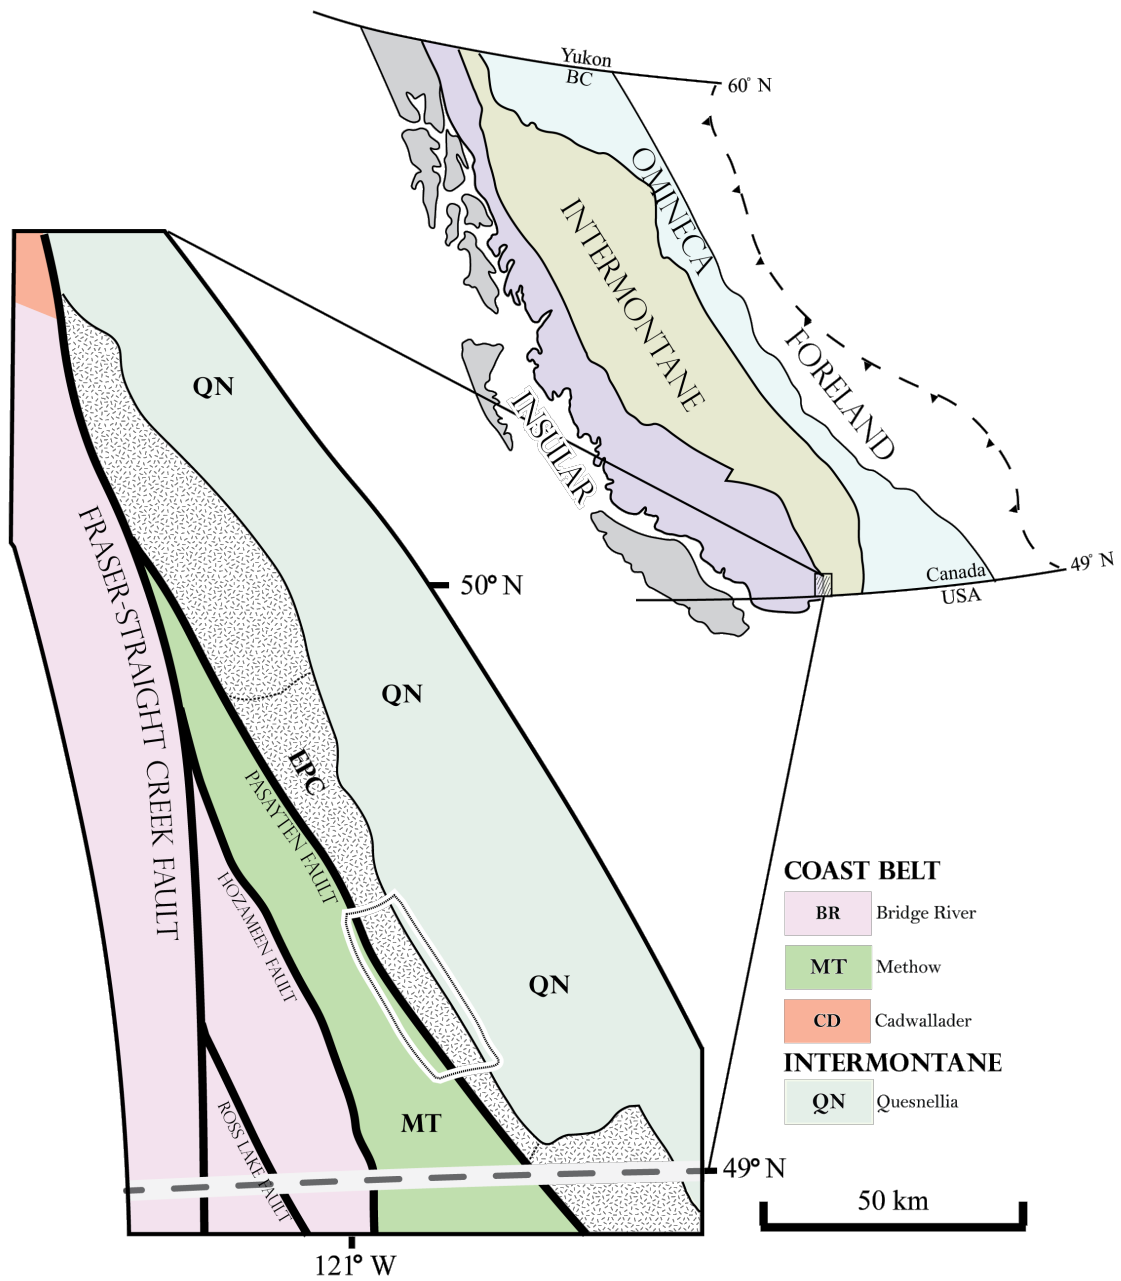 Yukon
BC
60° N
OMINECA
INTERMONTANE
FORELAND
INSULAR
Canada
USA
49° N
QN
50° N
FRASER-STRAIGHT CREEK FAULT
QN
EPC
PASAYTEN FAULT
HOZAMEEN FAULT
QN
MT
ROSS LAKE FAULT
49° N
121° W
COAST BELT
BR Bridge River
MT Methow
CD Cadwallader
INTERMONTANE
QN Quesnellia
50 km